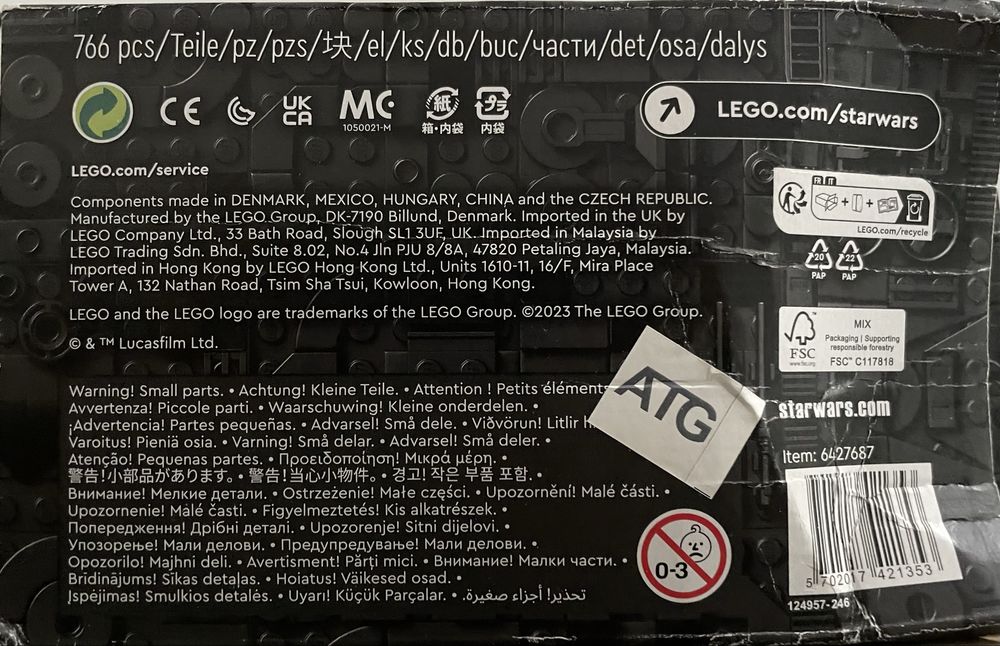 766 pcs/Teile/pz/pzs/块/el/ks/db/buc/части/det/osa/dalys
CE
UK
CA
MC
1050021-M
紙
箱・内袋
プラ
内袋
LEGO.com/starwars
LEGO.com/service
Components made in DENMARK, MEXICO, HUNGARY, CHINA and the CZECH REPUBLIC.
Manufactured by the LEGO Group, DK-7190 Billund, Denmark. Imported in the UK by
LEGO Company Ltd., 33 Bath Road, Slough SL1 3UF, UK. Imported in Malaysia by
LEGO Trading Sdn. Bhd., Suite 8.02, No.4 Jln PJU 8/8A, 47820 Petaling Jaya, Malaysia.
Imported in Hong Kong by LEGO Hong Kong Ltd., Units 1610-11, 16/F, Mira Place
Tower A, 132 Nathan Road, Tsim Sha Tsui, Kowloon, Hong Kong.
LEGO and the LEGO logo are trademarks of the LEGO Group. ©2023 The LEGO Group.
© & ™ Lucasfilm Ltd.
FR IT
LEGO.com/recycle
20 PAP
22 PAP
FSC
www.fsc.org
MIX
Packaging | Supporting
responsible forestry
FSC™ C117818
Warning! Small parts. • Achtung! Kleine Teile. • Attention ! Petits éléments
Avvertenza! Piccole parti. • Waarschuwing! Kleine onderdelen. •
¡Advertencia! Partes pequeñas. • Advarsel! Små dele. • Viðvörun! Litlir
Varoitus! Pieniä osia. • Varning! Små delar. • Advarsel! Små deler. •
Atenção! Pequenas partes. • Προειδοποίηση! Μικρά μέρη. •
警告!小部品があります。• 警告!当心小物件。• 경고! 작은 부품 포함. •
Внимание! Мелкие детали. • Ostrzeżenie! Małe części. • Upozornění! Malé části. •
Upozornenie! Malé časti. • Figyelmeztetés! Kis alkatrészek. •
Попередження! Дрібні деталі. • Upozorenje! Sitni dijelovi. •
Упозорење! Мали делови. • Предупредување! Мали делови. •
Opozorilo! Majhni deli. • Avertisment! Părți mici. • Внимание! Малки части. •
Brīdinājums! Sīkas detaļas. • Hoiatus! Väikesed osad. •
Įspėjimas! Smulkios detalės. • Uyarı! Küçük Parçalar. • تحذير! أجزاء صغيرة.
ATG
0-3
starwars.com
Item: 6427687
5 702017 421353
124957-246